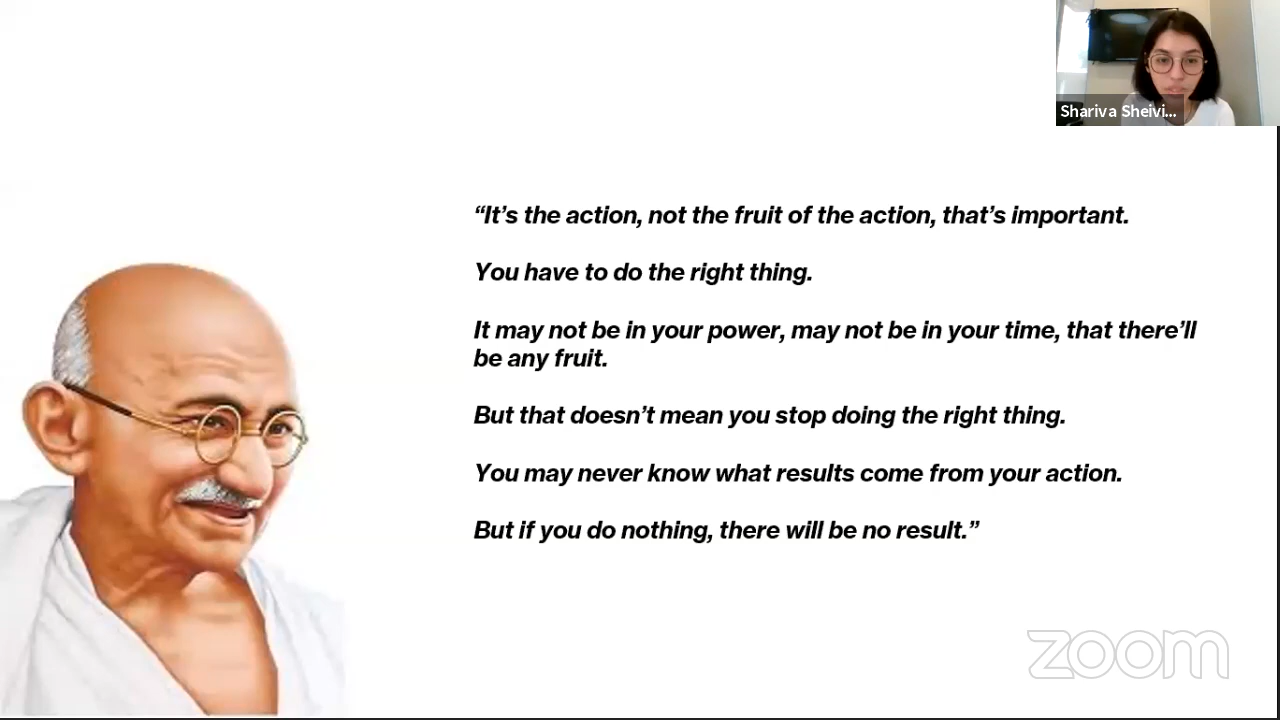 Shariva Sheivi...
“It’s the action, not the fruit of the action, that’s important.
You have to do the right thing.
It may not be in your power, may not be in your time, that there’ll
be any fruit.
But that doesn’t mean you stop doing the right thing.
You may never know what results come from your action.
But if you do nothing, there will be no result.”
zoom